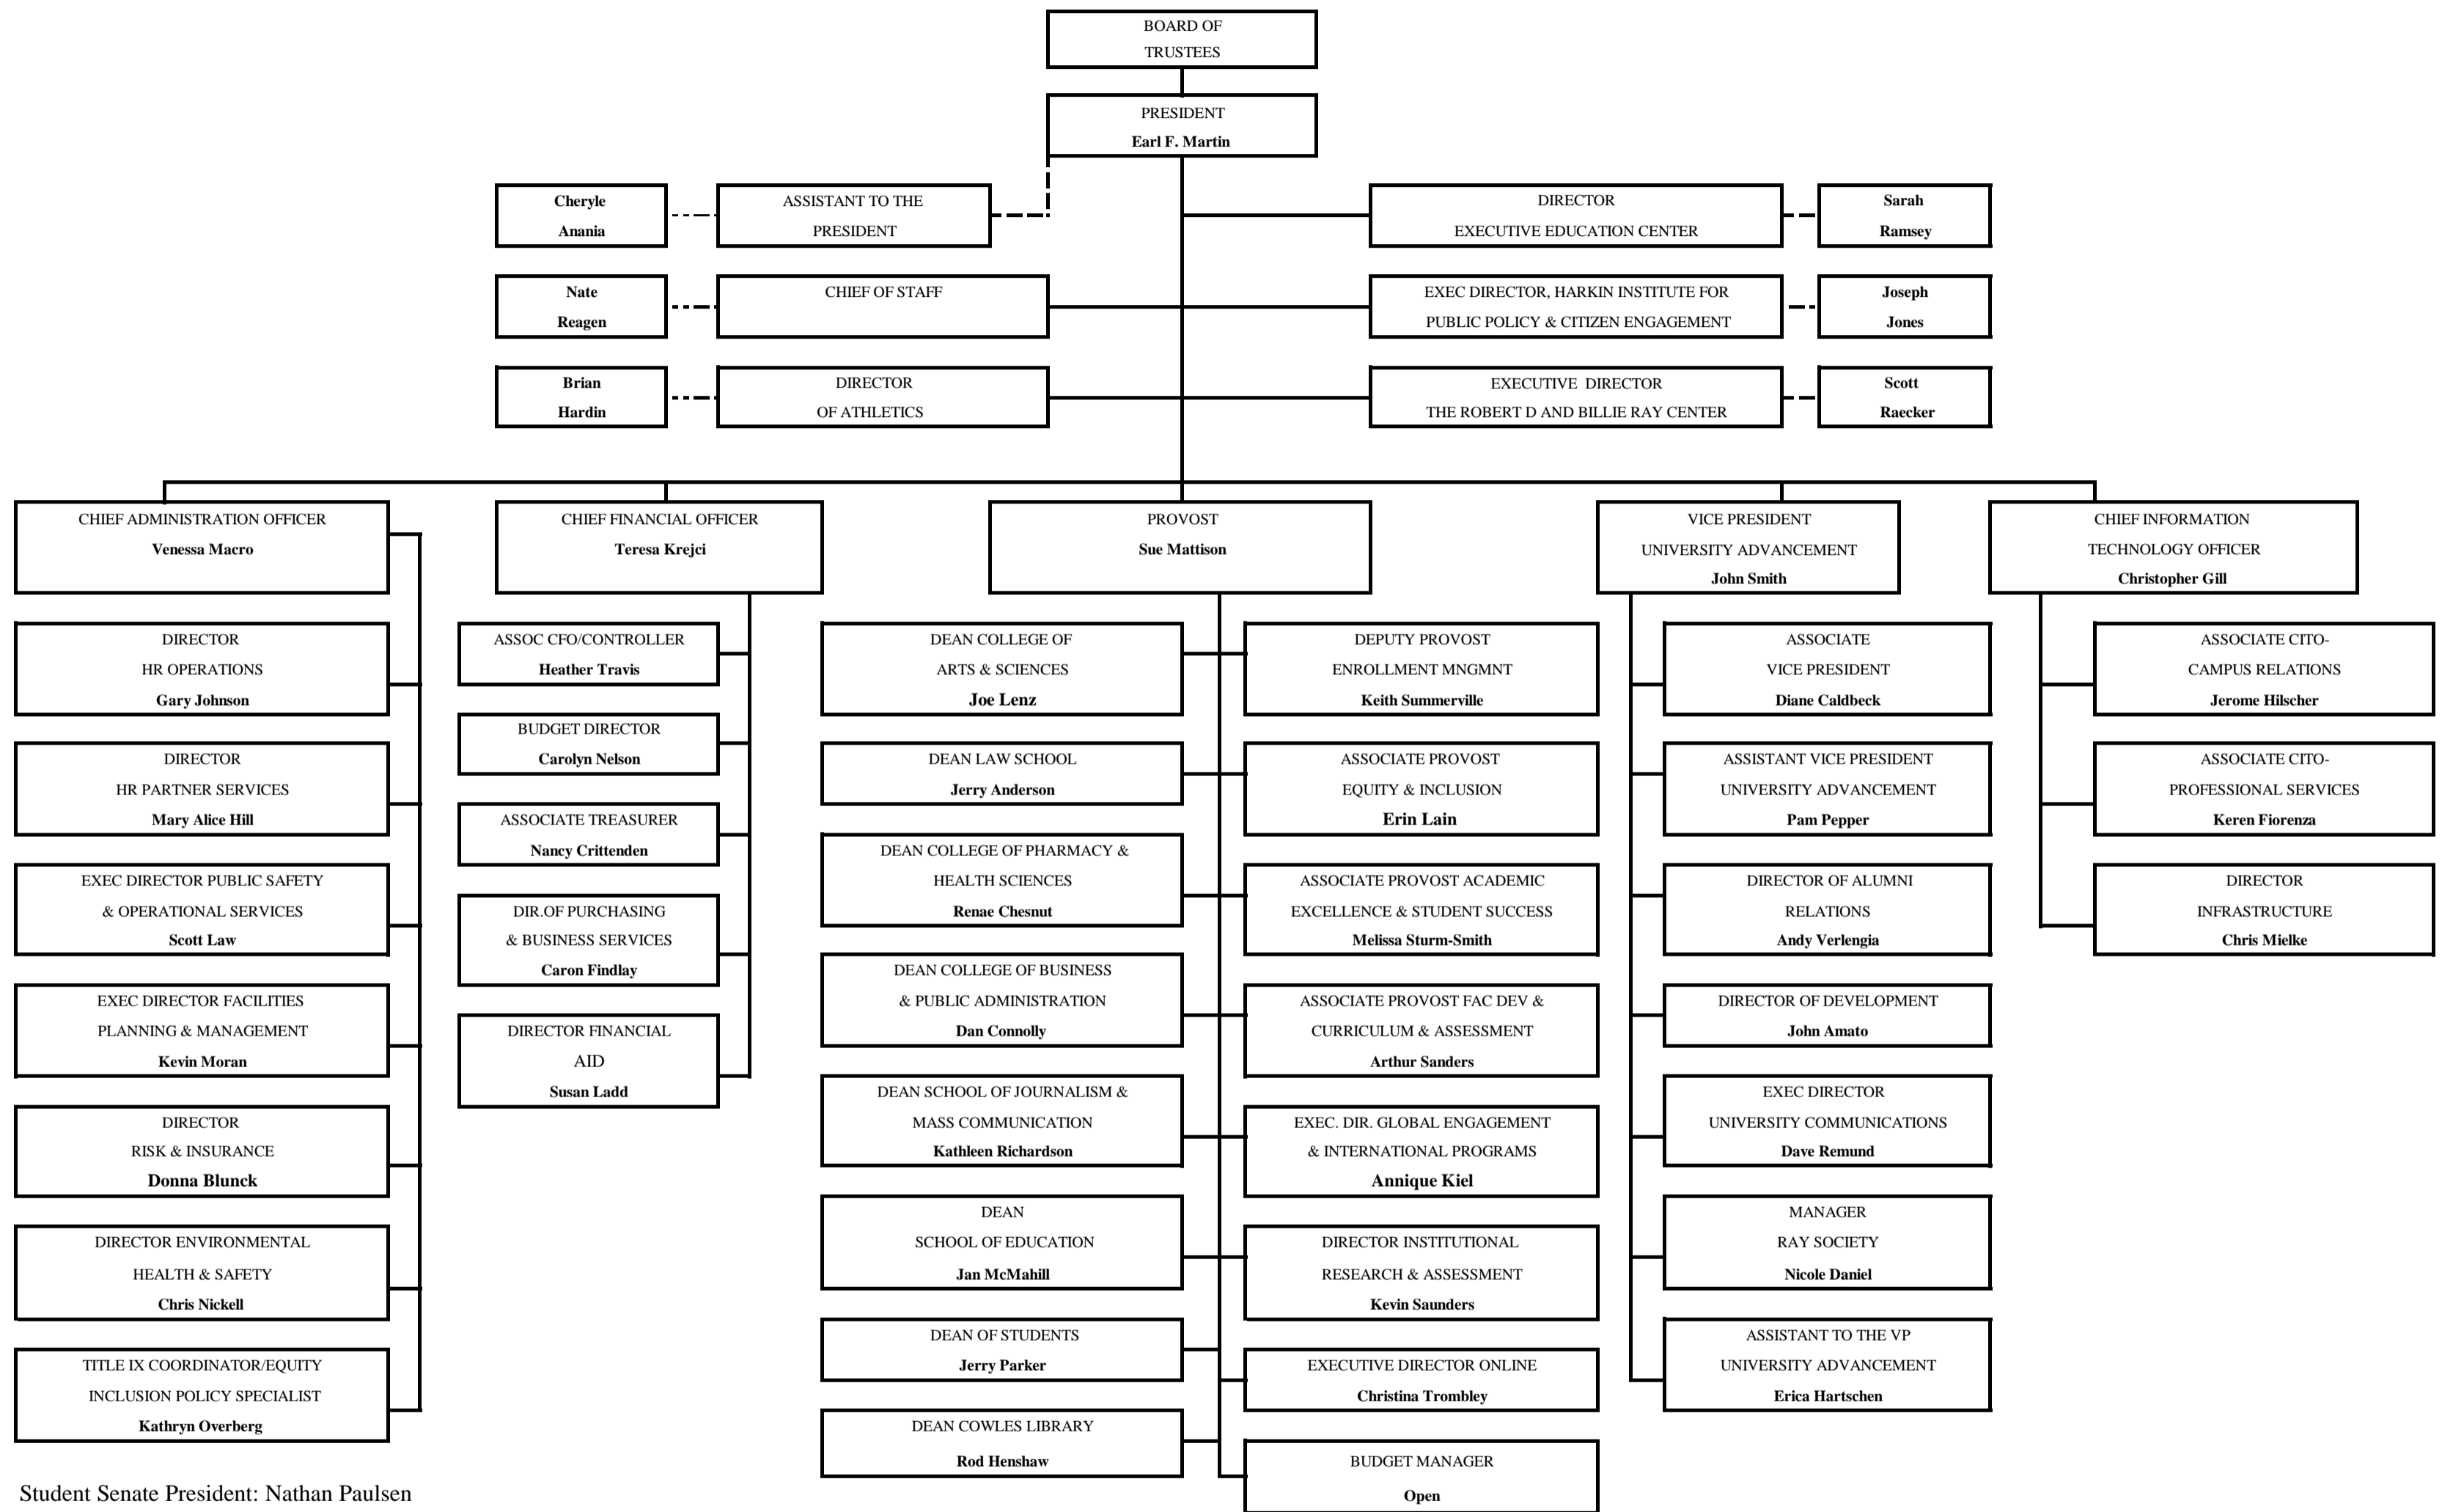 BOARD OF
TRUSTEES
PRESIDENT
Earl F. Martin
Cheryle
Anania
ASSISTANT TO THE
PRESIDENT
DIRECTOR
EXECUTIVE EDUCATION CENTER
Sarah
Ramsey
Nate
Reagen
CHIEF OF STAFF
EXEC DIRECTOR, HARKIN INSTITUTE FOR
PUBLIC POLICY & CITIZEN ENGAGEMENT
Joseph
Jones
Brian
Hardin
DIRECTOR
OF ATHLETICS
EXECUTIVE DIRECTOR
THE ROBERT D AND BILLIE RAY CENTER
Scott
Raecker
CHIEF ADMINISTRATION OFFICER
Venessa Macro
DIRECTOR
HR OPERATIONS
Gary Johnson
DIRECTOR
HR PARTNER SERVICES
Mary Alice Hill
EXEC DIRECTOR PUBLIC SAFETY
& OPERATIONAL SERVICES
Scott Law
EXEC DIRECTOR FACILITIES
PLANNING & MANAGEMENT
Kevin Moran
DIRECTOR
RISK & INSURANCE
Donna Blunck
DIRECTOR ENVIRONMENTAL
HEALTH & SAFETY
Chris Nickell
TITLE IX COORDINATOR/EQUITY
INCLUSION POLICY SPECIALIST
Kathryn Overberg
CHIEF FINANCIAL OFFICER
Teresa Krejci
ASSOC CFO/CONTROLLER
Heather Travis
BUDGET DIRECTOR
Carolyn Nelson
ASSOCIATE TREASURER
Nancy Crittenden
DIR.OF PURCHASING
& BUSINESS SERVICES
Caron Findlay
DIRECTOR FINANCIAL
AID
Susan Ladd
PROVOST
Sue Mattison
DEAN COLLEGE OF
ARTS & SCIENCES
Joe Lenz
DEAN LAW SCHOOL
Jerry Anderson
DEAN COLLEGE OF PHARMACY &
HEALTH SCIENCES
Renae Chesnut
DEAN COLLEGE OF BUSINESS
& PUBLIC ADMINISTRATION
Dan Connolly
DEAN SCHOOL OF JOURNALISM &
MASS COMMUNICATION
Kathleen Richardson
DEAN
SCHOOL OF EDUCATION
Jan McMahill
DEAN OF STUDENTS
Jerry Parker
DEAN COWLES LIBRARY
Rod Henshaw
DEPUTY PROVOST
ENROLLMENT MNGMNT
Keith Summerville
ASSOCIATE PROVOST
EQUITY & INCLUSION
Erin Lain
ASSOCIATE PROVOST ACADEMIC
EXCELLENCE & STUDENT SUCCESS
Melissa Sturm-Smith
ASSOCIATE PROVOST FAC DEV &
CURRICULUM & ASSESSMENT
Arthur Sanders
EXEC. DIR. GLOBAL ENGAGEMENT
& INTERNATIONAL PROGRAMS
Annique Kiel
DIRECTOR INSTITUTIONAL
RESEARCH & ASSESSMENT
Kevin Saunders
EXECUTIVE DIRECTOR ONLINE
Christina Trombley
BUDGET MANAGER
Open
VICE PRESIDENT
UNIVERSITY ADVANCEMENT
John Smith
ASSOCIATE
VICE PRESIDENT
Diane Caldbeck
ASSISTANT VICE PRESIDENT
UNIVERSITY ADVANCEMENT
Pam Pepper
DIRECTOR OF ALUMNI
RELATIONS
Andy Verlengia
DIRECTOR OF DEVELOPMENT
John Amato
EXEC DIRECTOR
UNIVERSITY COMMUNICATIONS
Dave Remund
MANAGER
RAY SOCIETY
Nicole Daniel
ASSISTANT TO THE VP
UNIVERSITY ADVANCEMENT
Erica Hartschen
CHIEF INFORMATION
TECHNOLOGY OFFICER
Christopher Gill
ASSOCIATE CITO-
CAMPUS RELATIONS
Jerome Hilscher
ASSOCIATE CITO-
PROFESSIONAL SERVICES
Keren Fiorenza
DIRECTOR
INFRASTRUCTURE
Chris Mielke
Student Senate President: Nathan Paulsen